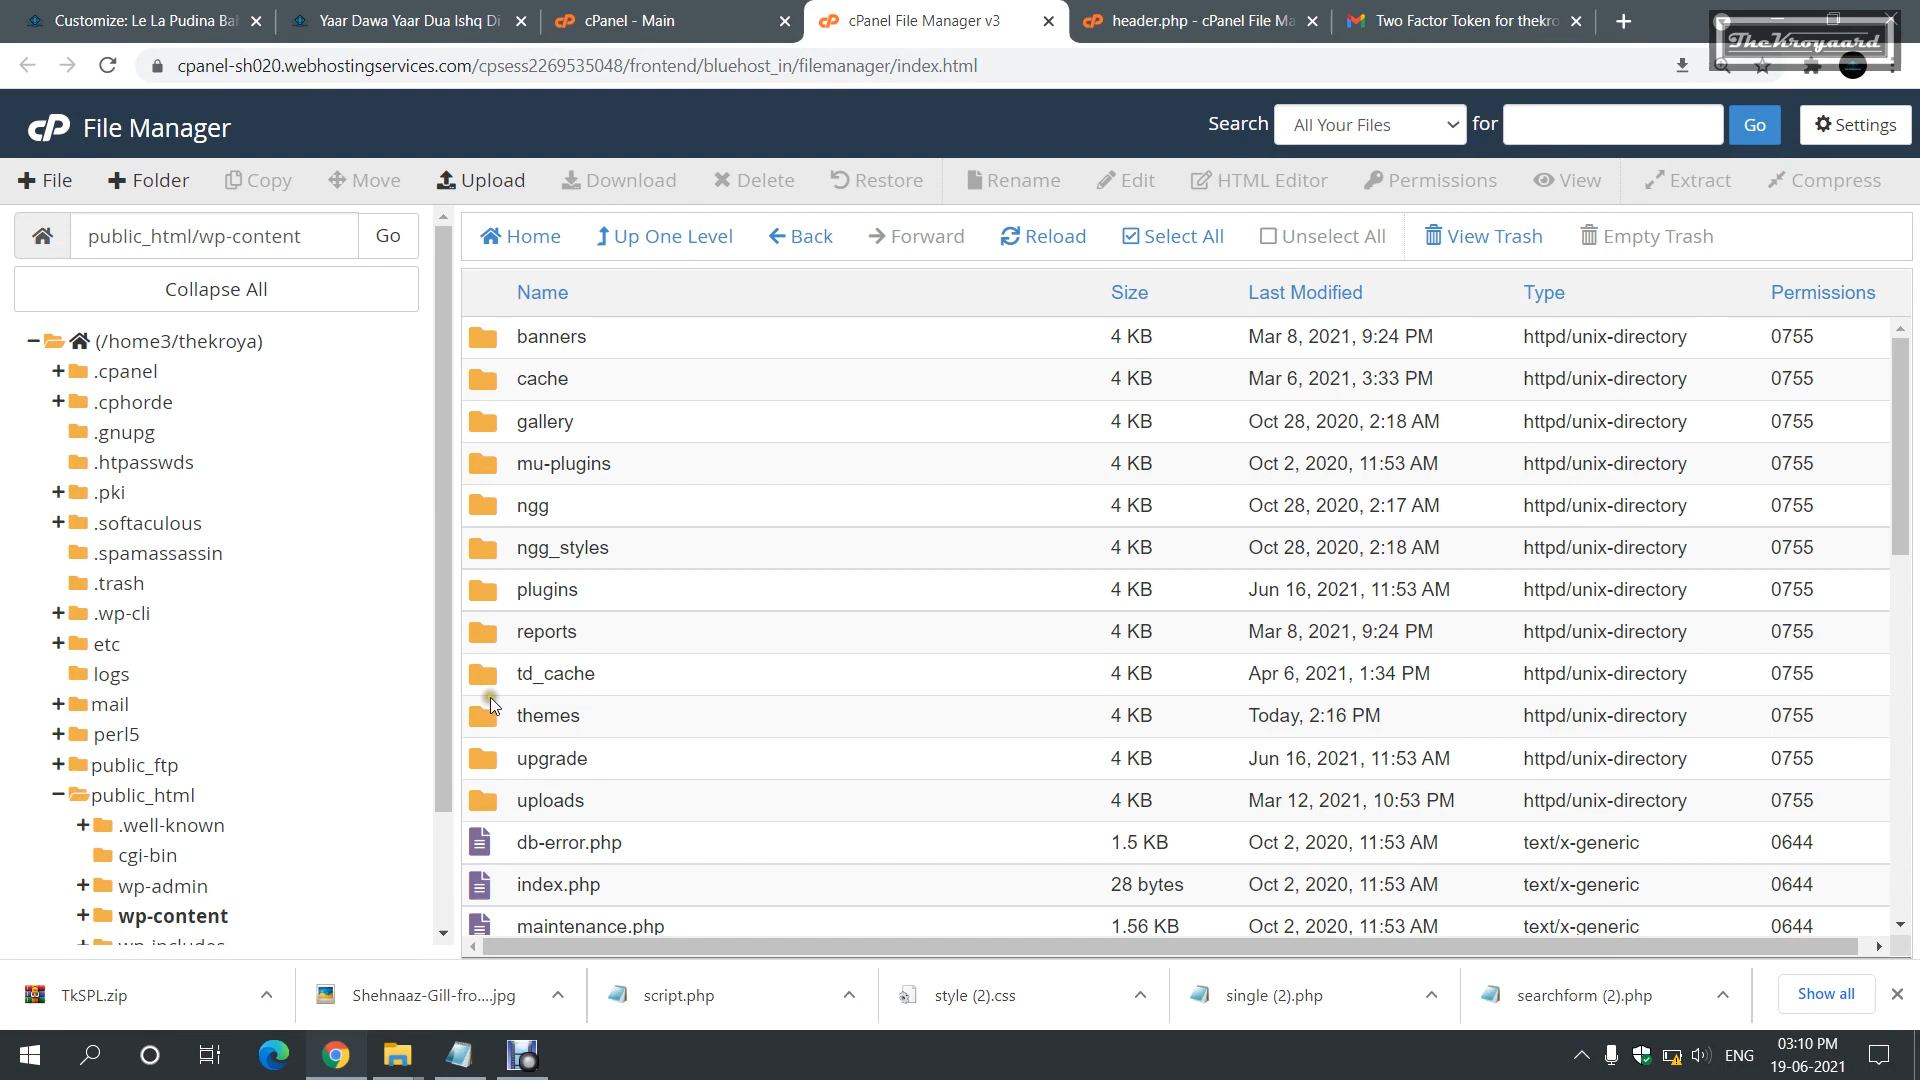 Customize: Le La Pudina Ba
Yaar Dawa Yaar Dua Ishq Di
cPanel - Main
cPanel File Manager v3
header.php - cPanel File Ma
Two Factor Token for thekro
TheKroyaard
cpanel-sh020.webhostingservices.com/cpsess2269535048/frontend/bluehost_in/filemanager/index.html
cP File Manager
Search All Your Files for Go Settings
File Folder Copy Move Upload Download Delete Restore Rename Edit HTML Editor Permissions View Extract Compress
public_html/wp-content Go
Home Up One Level Back Forward Reload Select All Unselect All View Trash Empty Trash
Collapse All
(/home3/thekroya)
.cpanel
.cphorde
.gnupg
.htpasswds
.pki
.softaculous
.spamassassin
.trash
.wp-cli
etc
logs
mail
perl5
public_ftp
public_html
.well-known
cgi-bin
wp-admin
wp-content
wp-includes
Name Size Last Modified Type Permissions
banners 4 KB Mar 8, 2021, 9:24 PM httpd/unix-directory 0755
cache 4 KB Mar 6, 2021, 3:33 PM httpd/unix-directory 0755
gallery 4 KB Oct 28, 2020, 2:18 AM httpd/unix-directory 0755
mu-plugins 4 KB Oct 2, 2020, 11:53 AM httpd/unix-directory 0755
ngg 4 KB Oct 28, 2020, 2:17 AM httpd/unix-directory 0755
ngg_styles 4 KB Oct 28, 2020, 2:18 AM httpd/unix-directory 0755
plugins 4 KB Jun 16, 2021, 11:53 AM httpd/unix-directory 0755
reports 4 KB Mar 8, 2021, 9:24 PM httpd/unix-directory 0755
td_cache 4 KB Apr 6, 2021, 1:34 PM httpd/unix-directory 0755
themes 4 KB Today, 2:16 PM httpd/unix-directory 0755
upgrade 4 KB Jun 16, 2021, 11:53 AM httpd/unix-directory 0755
uploads 4 KB Mar 12, 2021, 10:53 PM httpd/unix-directory 0755
db-error.php 1.5 KB Oct 2, 2020, 11:53 AM text/x-generic 0644
index.php 28 bytes Oct 2, 2020, 11:53 AM text/x-generic 0644
maintenance.php 1.56 KB Oct 2, 2020, 11:53 AM text/x-generic 0644
TkSPL.zip
Shehnaaz-Gill-fro....jpg
script.php
style (2).css
single (2).php
searchform (2).php
Show all
ENG
03:10 PM
19-06-2021